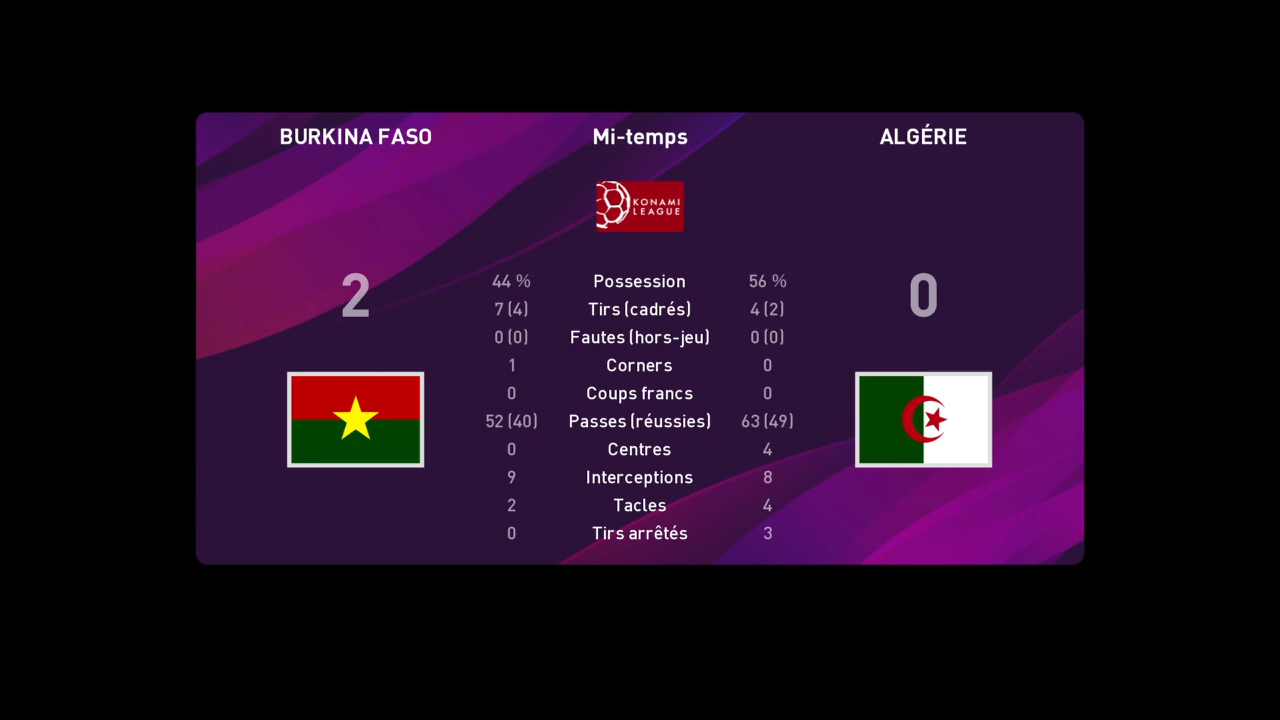 BURKINA FASO Mi-temps ALGÉRIE
KONAMI
LEAGUE
2 0
44 % Possession 56 %
7 (4) Tirs (cadrés) 4 (2)
0 (0) Fautes (hors-jeu) 0 (0)
1 Corners 0
0 Coups francs 0
52 (40) Passes (réussies) 63 (49)
0 Centres 4
9 Interceptions 8
2 Tacles 4
0 Tirs arrêtés 3